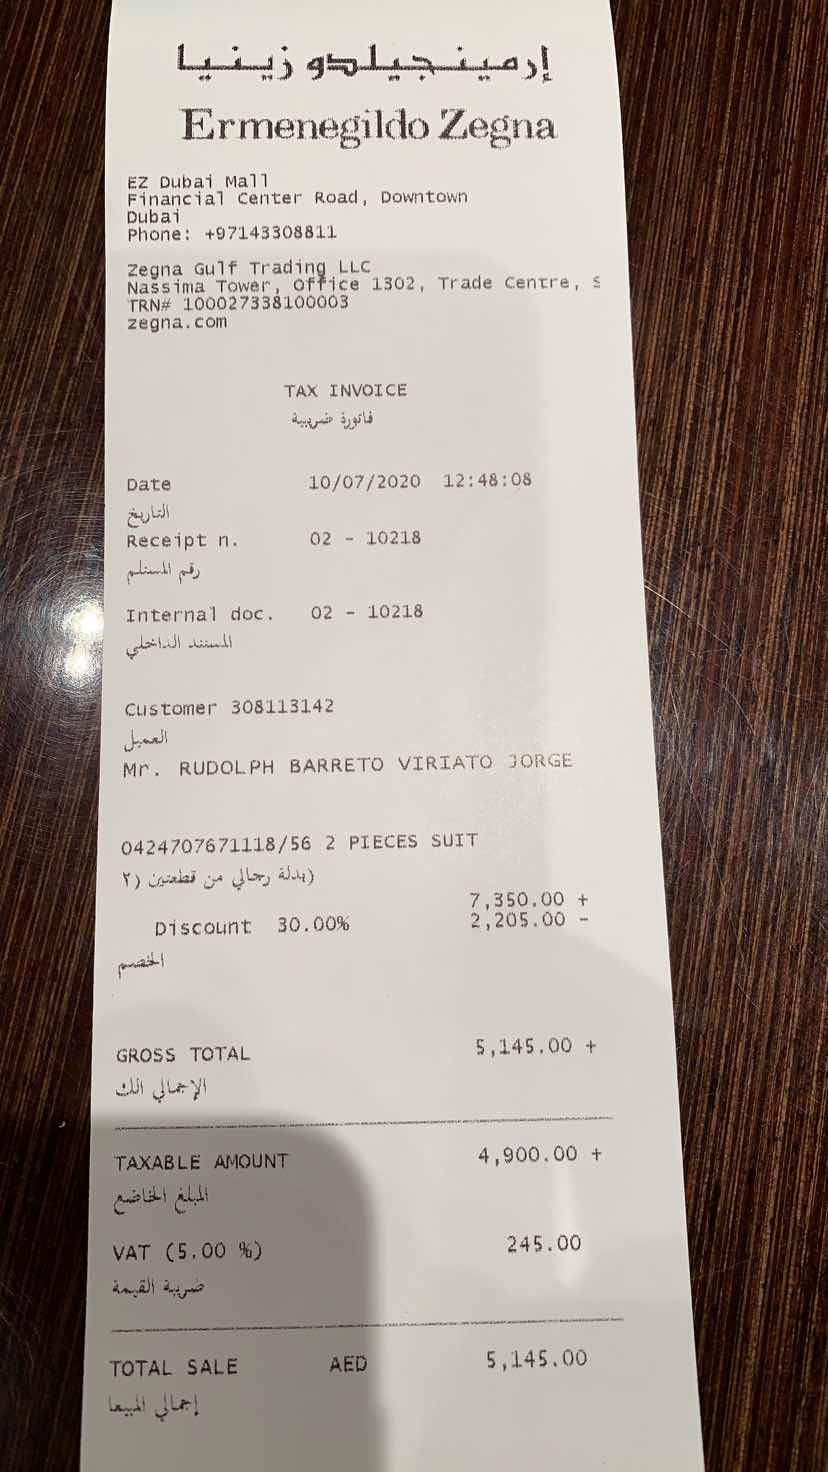 إرمينجيلدو زينيا
Ermenegildo Zegna
EZ Dubai Mall
Financial Center Road, Downtown
Dubai
Phone: +97143308811
Zegna Gulf Trading LLC
Nassima Tower, Office 1302, Trade Centre, S
TRN# 100027338100003
zegna.com
TAX INVOICE
فاتورة ضريبية
Date 10/07/2020 12:48:08
التاريخ
Receipt n. 02 - 10218
رقم المستلم
Internal doc. 02 - 10218
المستند الداخلي
Customer 308113142
العميل
Mr. RUDOLPH BARRETO VIRIATO JORGE
0424707671118/56 2 PIECES SUIT
(بدلة رجالي من قطعتين (٢
7,350.00 +
Discount 30.00% 2,205.00 -
الخصم
GROSS TOTAL 5,145.00 +
الإجمالي الك
TAXABLE AMOUNT 4,900.00 +
المبلغ الخاضع
VAT (5.00 %) 245.00
ضريبة القيمة
TOTAL SALE AED 5,145.00
إجمالي المبيعا